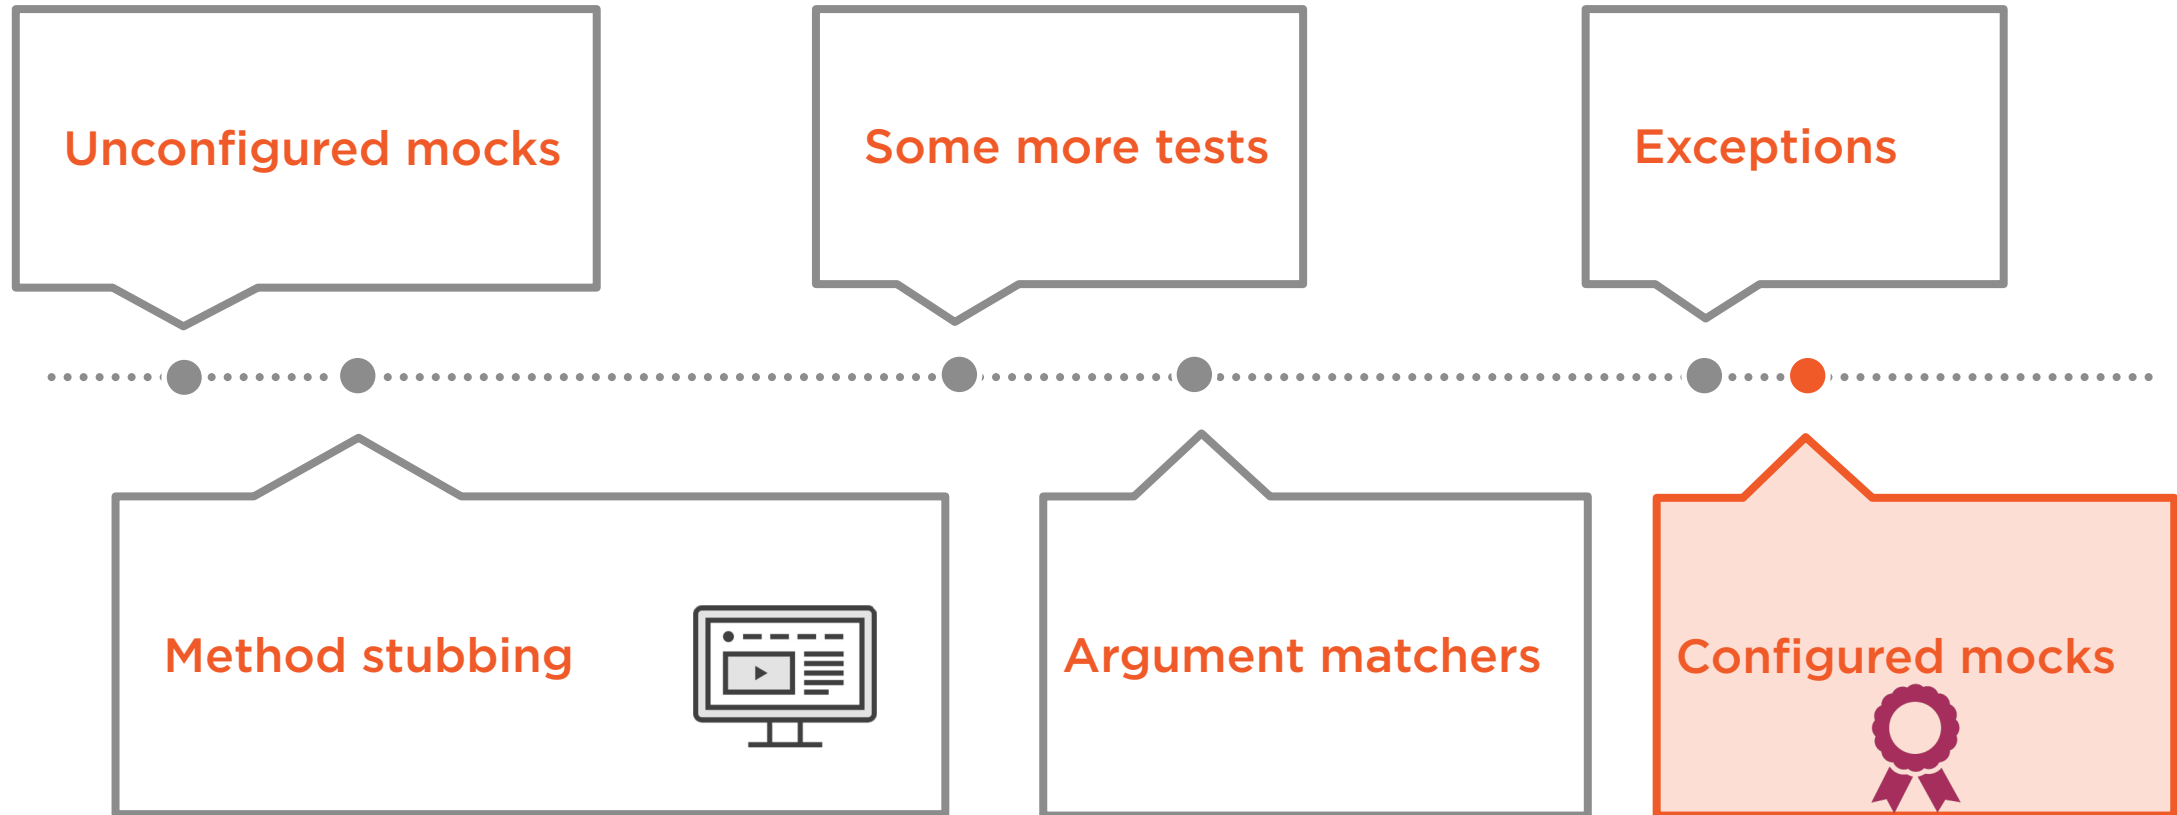 Unconfigured mocks
Some more tests
Exceptions
Method stubbing
Argument matchers
Configured mocks